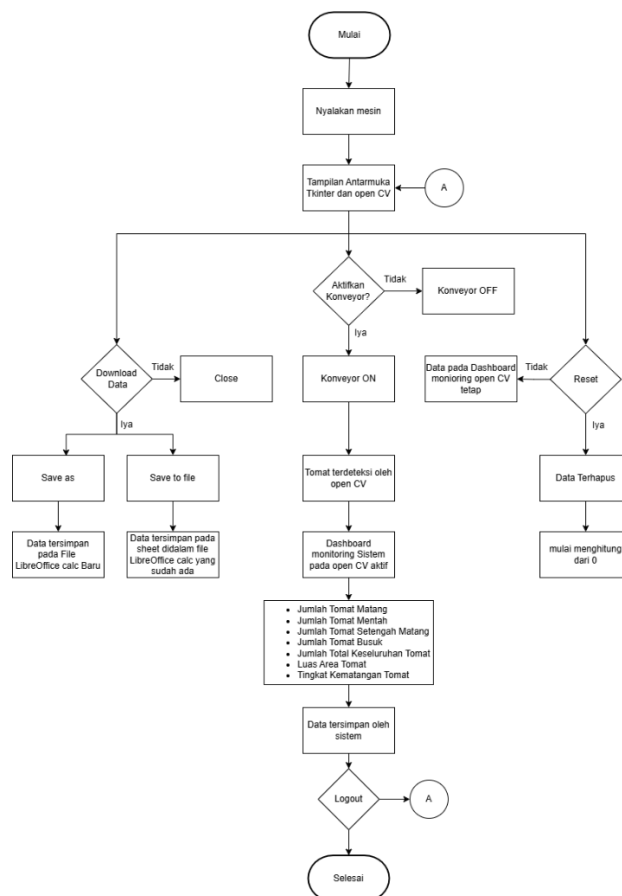 Mulai
Nyalakan mesin
Tampilan Antarmuka
Tkinter dan open CV
A
Aktifkan
Konveyor?
Tidak
Konveyor OFF
Iya
Download
Data
Tidak
Close
Iya
Konveyor ON
Data pada Dashboard
monioring open CV
tetap
Tidak
Reset
Iya
Save as
Save to file
Tomat terdeteksi oleh
open CV
Data Terhapus
Data tersimpan
pada File
LibreOffice calc Baru
Data tersimpan pada
sheet didalam file
LibreOffice calc yang
sudah ada
Dashboard
monitoring Sistem
pada open CV aktif
mulai menghitung
dari 0
• Jumlah Tomat Matang
• Jumlah Tomat Mentah
• Jumlah Tomat Setengah Matang
• Jumlah Tomat Busuk
• Jumlah Total Keseluruhan Tomat
• Luas Area Tomat
• Tingkat Kematangan Tomat
Data tersimpan oleh
sistem
Logout
A
Selesai